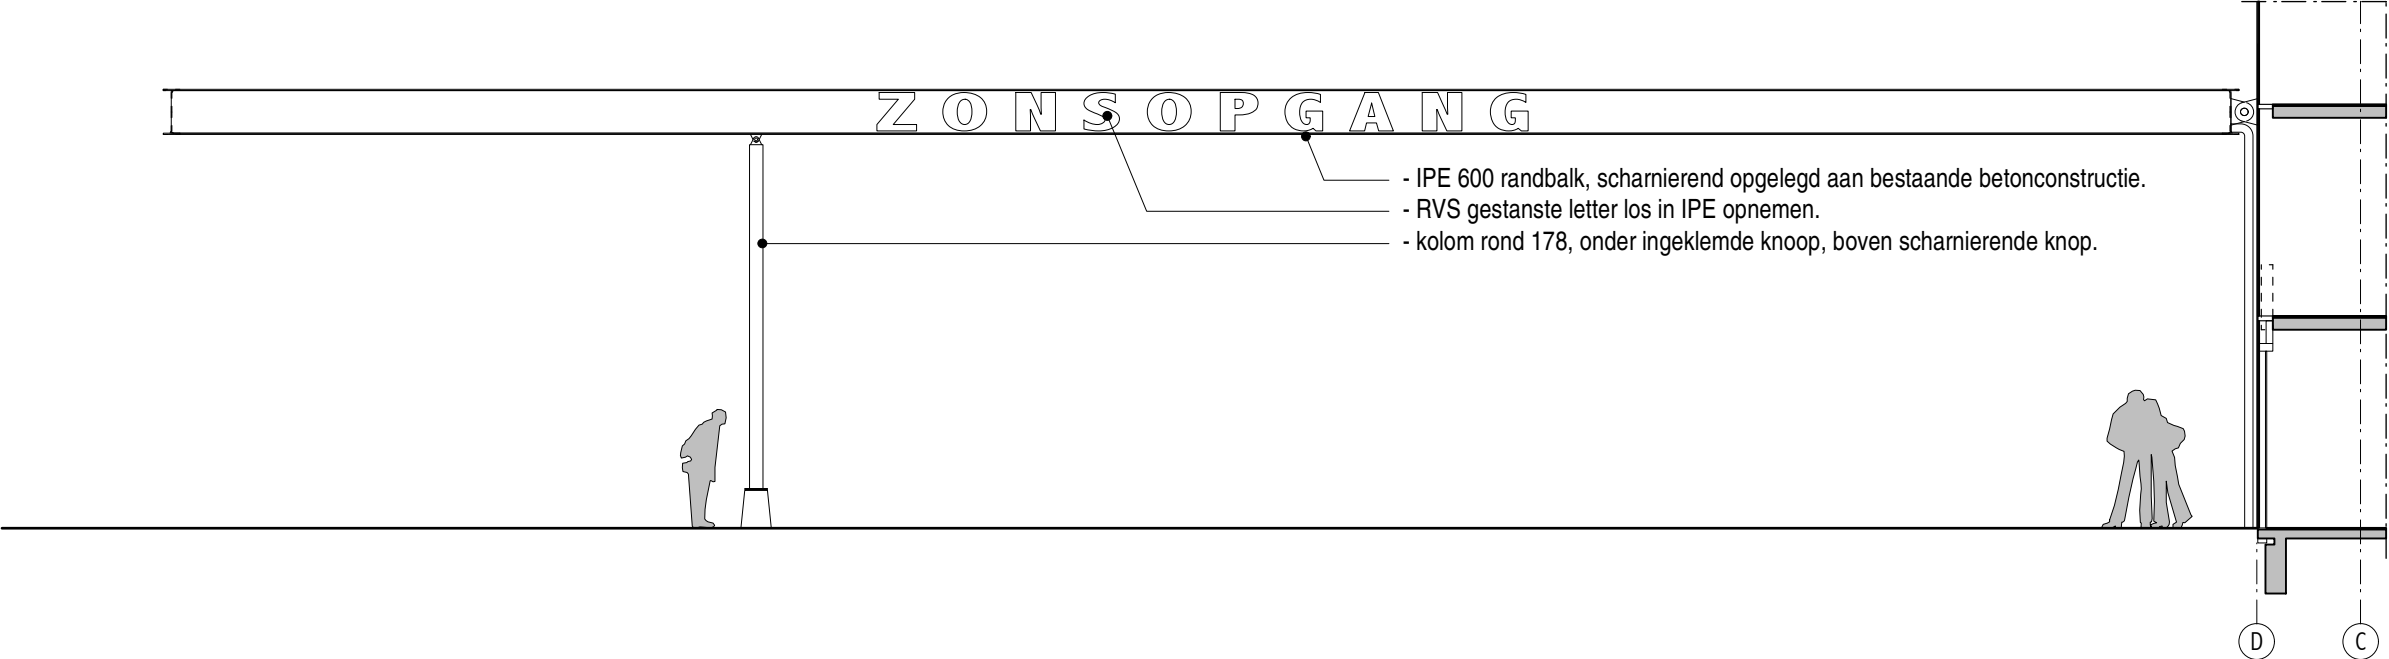 ZONSOPGANG
- IPE 600 randbalk, scharnierend opgelegd aan bestaande betonconstructie.
- RVS gestanste letter los in IPE opnemen.
- kolom rond 178, onder ingeklemde knoop, boven scharnierende knop.
D C